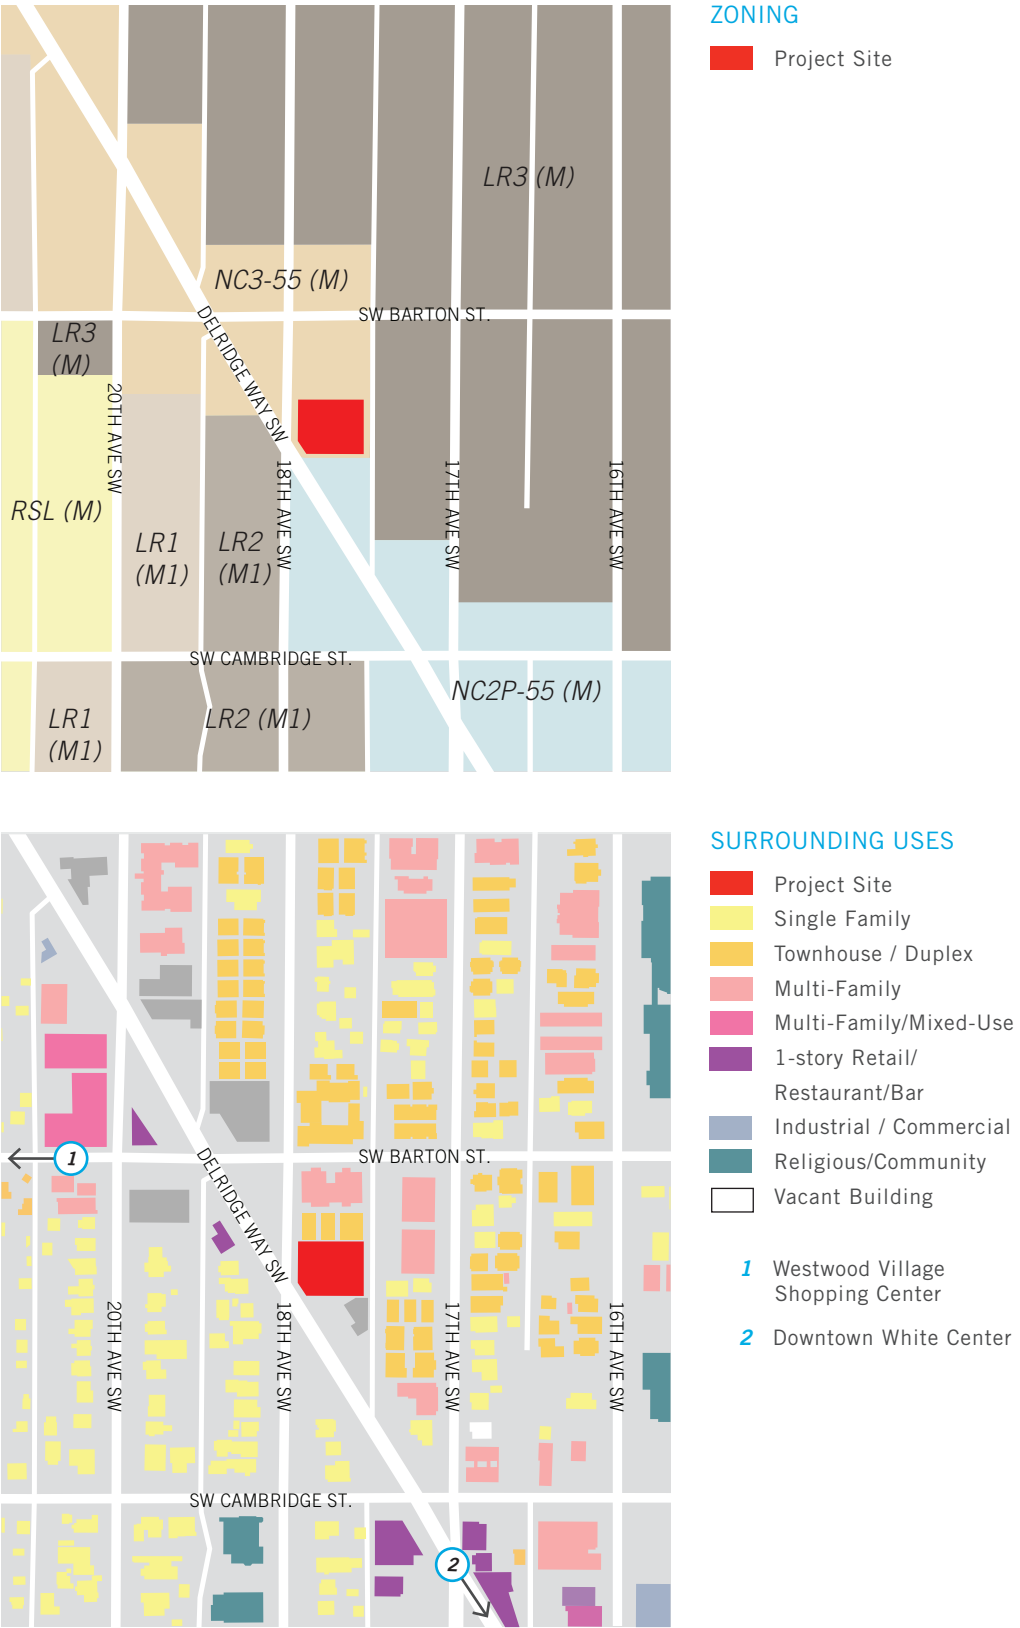 ZONING
Project Site
LR3 (M)
NC3-55 (M)
SW BARTON ST.
LR3
(M)
DELRIDGE WAY SW
20TH AVE SW
18TH AVE SW
17TH AVE SW
16TH AVE SW
RSL (M)
LR1
(M1)
LR2
(M1)
SW CAMBRIDGE ST.
NC2P-55 (M)
LR1
(M1)
LR2 (M1)
SURROUNDING USES
Project Site
Single Family
Townhouse / Duplex
Multi-Family
Multi-Family/Mixed-Use
1-story Retail/
Restaurant/Bar
Industrial / Commercial
Religious/Community
Vacant Building
1 Westwood Village
Shopping Center
2 Downtown White Center
1
SW BARTON ST.
DELRIDGE WAY SW
20TH AVE SW
18TH AVE SW
17TH AVE SW
16TH AVE SW
SW CAMBRIDGE ST.
2